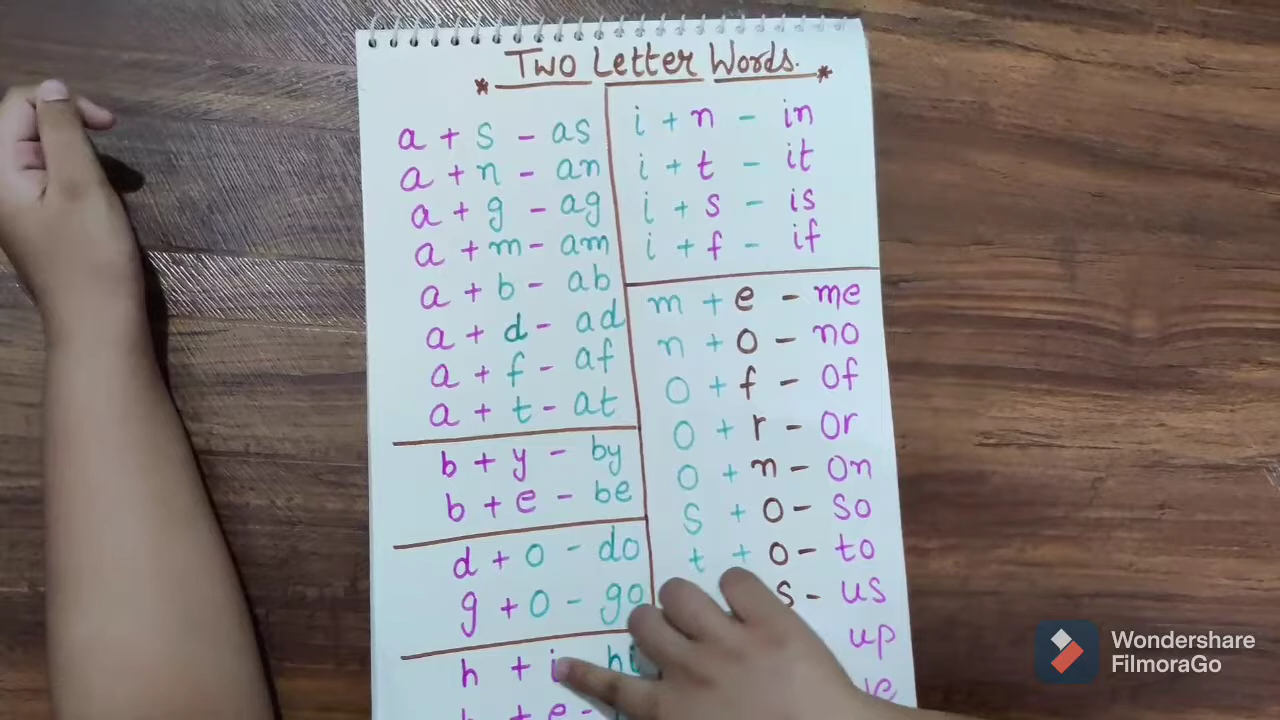 * Two Letter Words. *
a + s - as
a + n - an
a + g - ag
a + m - am
a + b - ab
a + d - ad
a + f - af
a + t - at
b + y - by
b + e - be
d + o - do
g + o - go
h + i hi
i + n - in
i + t - it
i + s - is
i + f - if
m + e - me
n + o - no
o + f - of
o + r - or
o + n - on
s + o - so
t + o - to
s - us
up
Wondershare
FilmoraGo